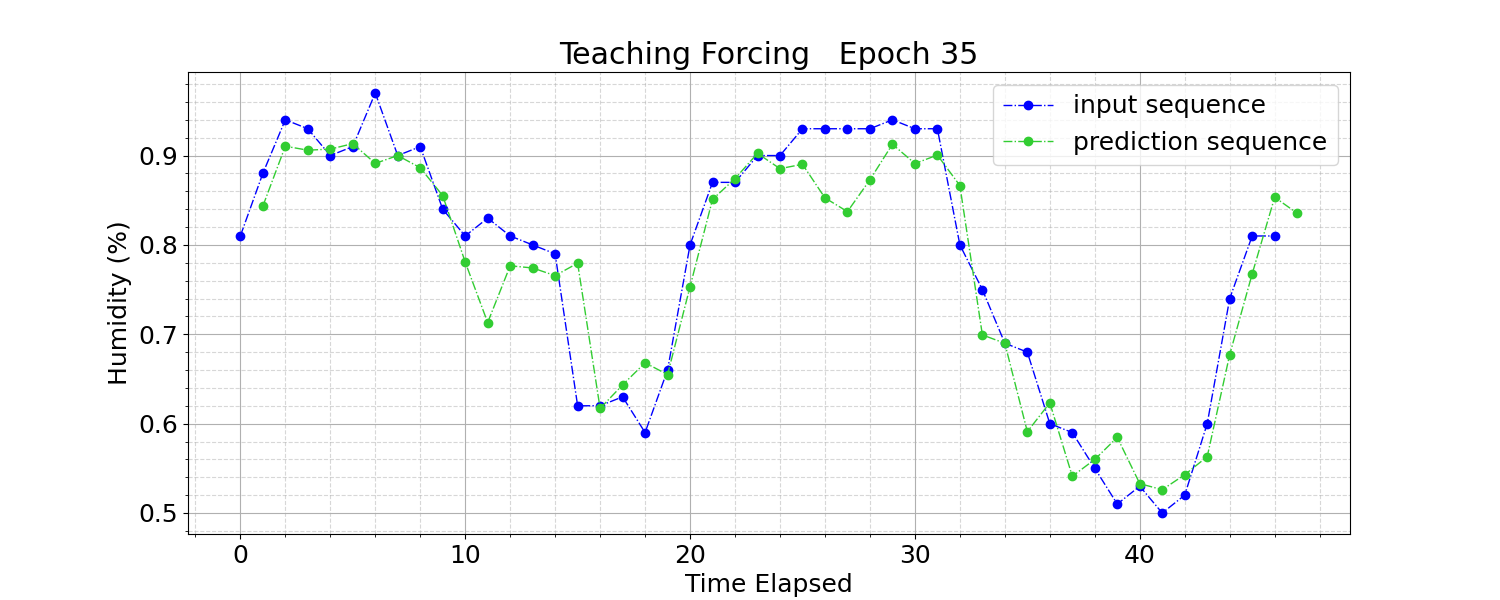 Teaching Forcing   Epoch 35
input sequence
prediction sequence
Humidity (%)
0.9
0.8
0.7
0.6
0.5
0 10 20 30 40
Time Elapsed